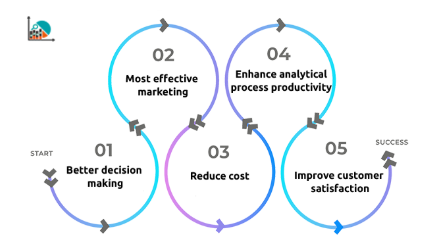 START
01
Better decision
making
02
Most effective
marketing
03
Reduce cost
04
Enhance analytical
process productivity
05
Improve customer
satisfaction
SUCCESS